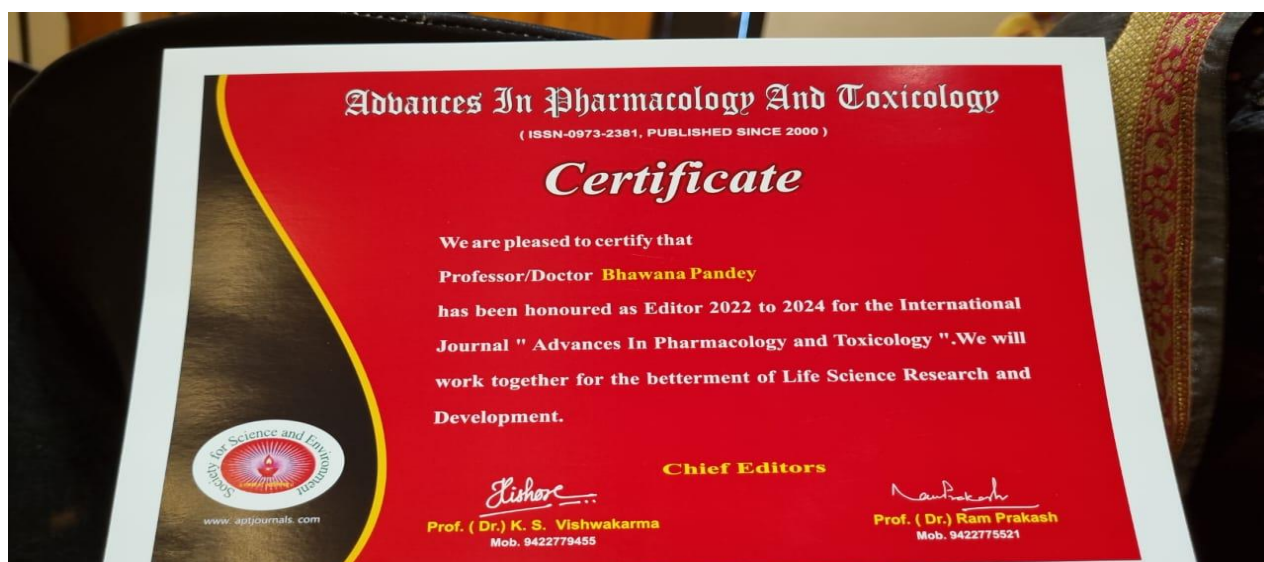 Advances In Pharmacology And Toxicology
( ISSN-0973-2381, PUBLISHED SINCE 2000 )
Certificate
We are pleased to certify that
Professor/Doctor Bhawana Pandey
has been honoured as Editor 2022 to 2024 for the International
Journal " Advances In Pharmacology and Toxicology ".We will
work together for the betterment of Life Science Research and
Development.
Society for Science and Environment
www. aptjournals. com
Chief Editors
Kishore
RamPrakash
Prof. ( Dr.) K. S. Vishwakarma
Mob. 9422779455
Prof. ( Dr.) Ram Prakash
Mob. 9422775521